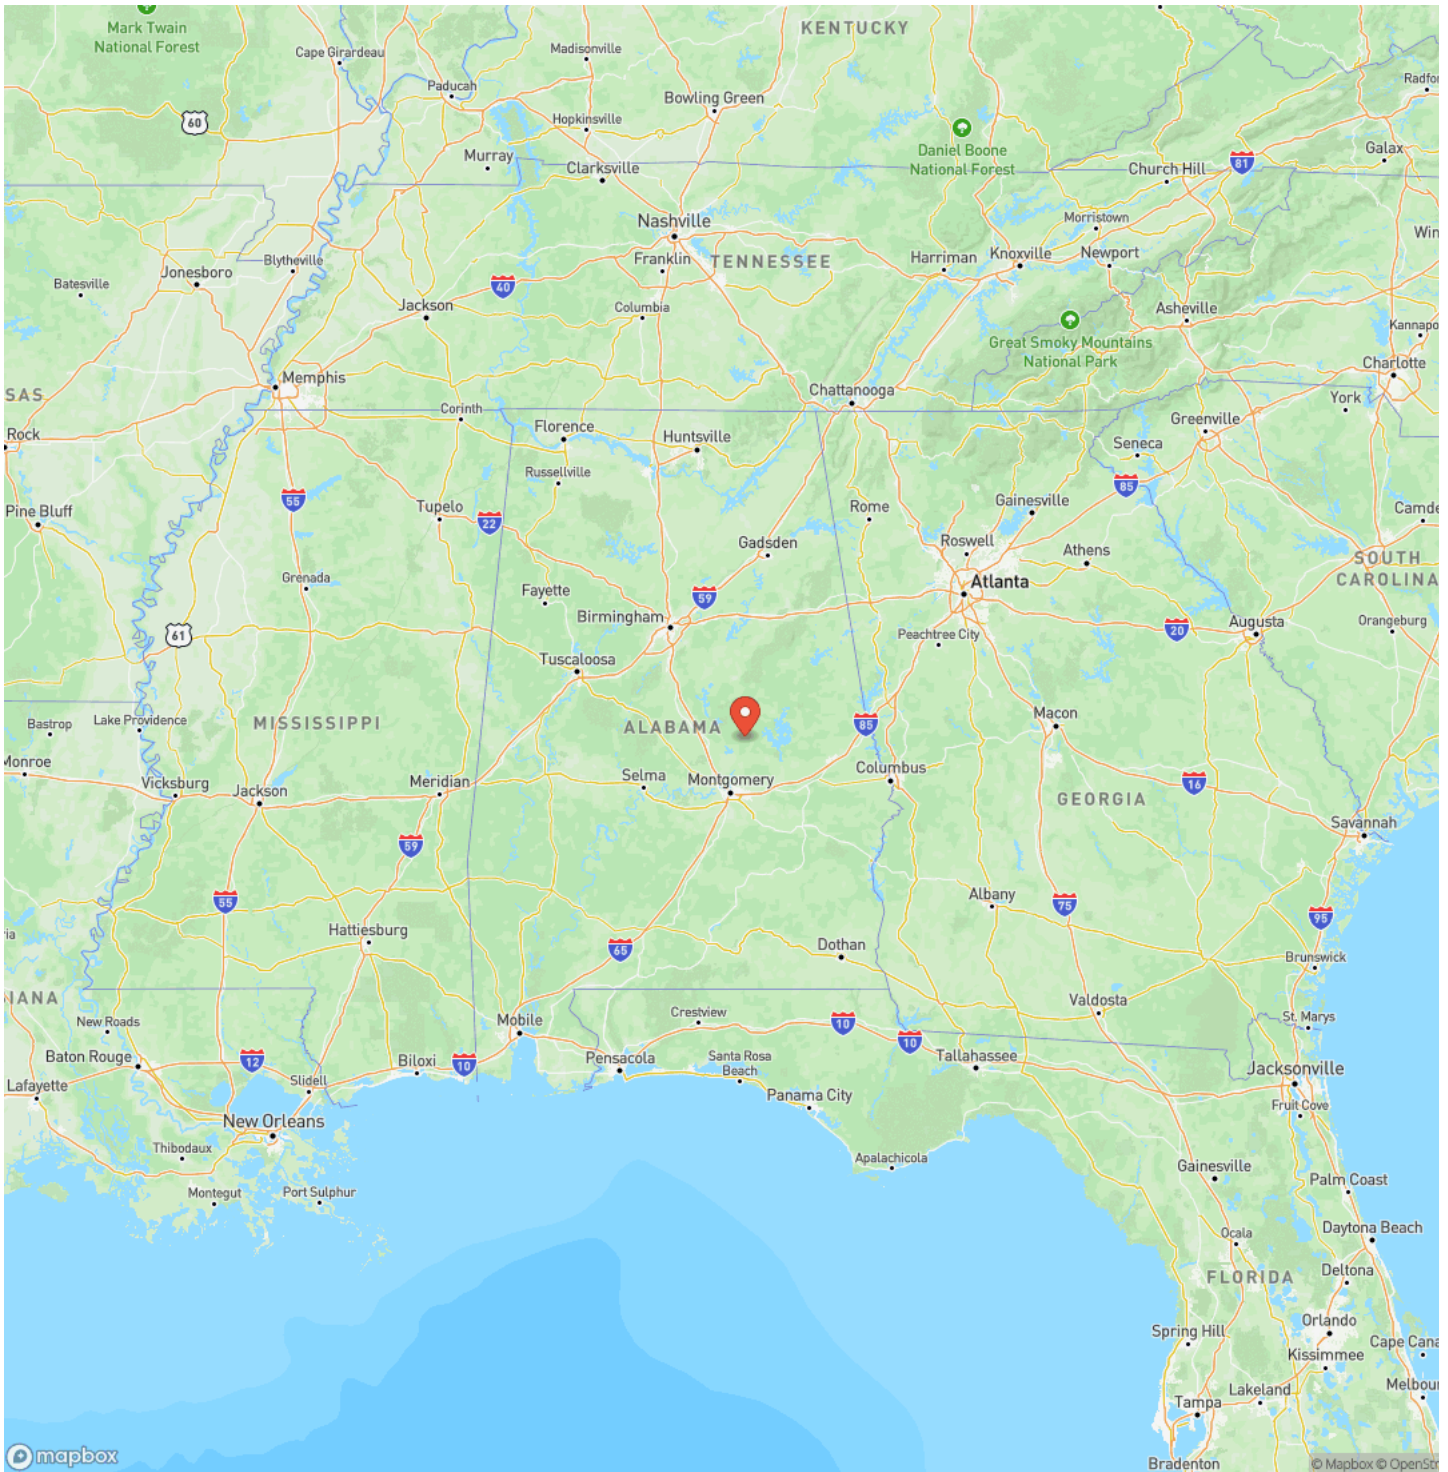 KENTUCKY
Mark Twain
National Forest
Cape Girardeau
Madisonville
Radfo
Paducah
Bowling Green
60
Hopkinsville
Daniel Boone
National Forest
Murray
Clarksville
Church Hill
81
Galax
Nashville
Morristown
Win
Franklin
TENNESSEE
Harriman
Knoxville
Newport
Jonesboro
Blytheville
Batesville
40
Jackson
Columbia
Asheville
Great Smoky Mountains
National Park
Kannapo
Charlotte
Memphis
Chattanooga
SAS
York
Corinth
Greenville
Rock
Florence
Huntsville
Seneca
Russellville
85
55
Tupelo
22
Rome
Gainesville
Pine Bluff
Camde
Gadsden
Roswell
Athens
SOUTH
CAROLINA
Grenada
Fayette
59
Atlanta
Birmingham
61
Peachtree City
20
Augusta
Orangeburg
Tuscaloosa
Bastrop
Lake Providence
MISSISSIPPI
ALABAMA
85
Macon
Monroe
Vicksburg
Jackson
Meridian
Selma
Montgomery
Columbus
16
GEORGIA
Savannah
59
55
Albany
75
95
ia
Hattiesburg
65
Dothan
Brunswick
IANA
Valdosta
New Roads
Mobile
Crestview
10
St. Marys
Baton Rouge
12
Biloxi
10
Pensacola
Santa Rosa
Beach
10
Tallahassee
Jacksonville
Lafayette
Slidell
Panama City
Fruit Cove
New Orleans
Thibodaux
Apalachicola
Gainesville
Montegut
Port Sulphur
Palm Coast
Ocala
Daytona Beach
FLORIDA
Deltona
Spring Hill
Orlando
Cape Cana
Kissimmee
Lakeland
Melbou
Tampa
mapbox
Bradenton
© Mapbox © OpenStr